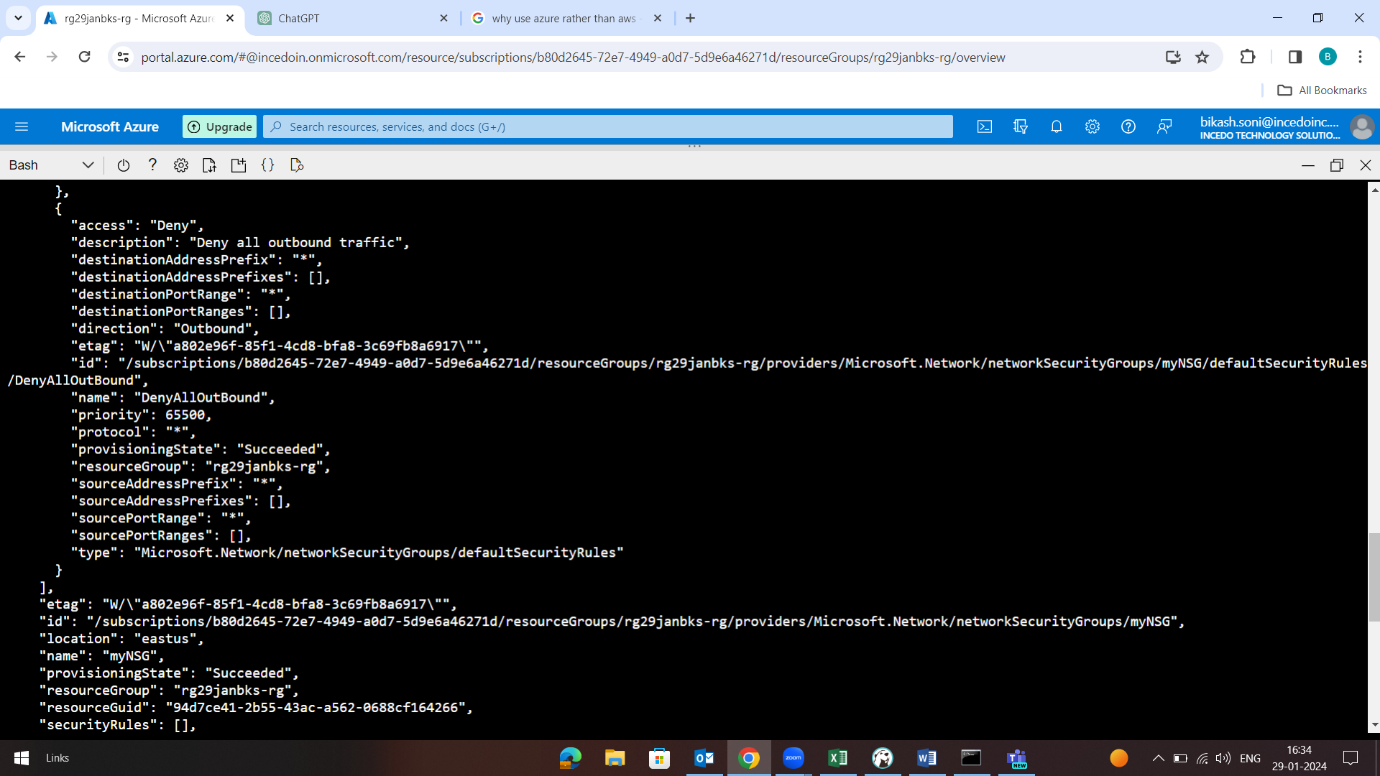 rg29janbks-rg - Microsoft Azure
ChatGPT
why use azure rather than aws
portal.azure.com/#@incedoin.onmicrosoft.com/resource/subscriptions/b80d2645-72e7-4949-a0d7-5d9e6a46271d/resourceGroups/rg29janbks-rg/overview
B
All Bookmarks
Microsoft Azure
Upgrade
Search resources, services, and docs (G+/)
bikash.soni@incedoinc....
INCEDO TECHNOLOGY SOLUTIO...
Bash
},
{
"access": "Deny",
"description": "Deny all outbound traffic",
"destinationAddressPrefix": "*",
"destinationAddressPrefixes": [],
"destinationPortRange": "*",
"destinationPortRanges": [],
"direction": "Outbound",
"etag": "W/\"a802e96f-85f1-4cd8-bfa8-3c69fb8a6917\"",
"id": "/subscriptions/b80d2645-72e7-4949-a0d7-5d9e6a46271d/resourceGroups/rg29janbks-rg/providers/Microsoft.Network/networkSecurityGroups/myNSG/defaultSecurityRules
/DenyAllOutBound",
"name": "DenyAllOutBound",
"priority": 65500,
"protocol": "*",
"provisioningState": "Succeeded",
"resourceGroup": "rg29janbks-rg",
"sourceAddressPrefix": "*",
"sourceAddressPrefixes": [],
"sourcePortRange": "*",
"sourcePortRanges": [],
"type": "Microsoft.Network/networkSecurityGroups/defaultSecurityRules"
}
],
"etag": "W/\"a802e96f-85f1-4cd8-bfa8-3c69fb8a6917\"",
"id": "/subscriptions/b80d2645-72e7-4949-a0d7-5d9e6a46271d/resourceGroups/rg29janbks-rg/providers/Microsoft.Network/networkSecurityGroups/myNSG",
"location": "eastus",
"name": "myNSG",
"provisioningState": "Succeeded",
"resourceGroup": "rg29janbks-rg",
"resourceGuid": "94d7ce41-2b55-43ac-a562-0688cf164266",
"securityRules": [],
Links
zoom
NEW
ENG
16:34
29-01-2024